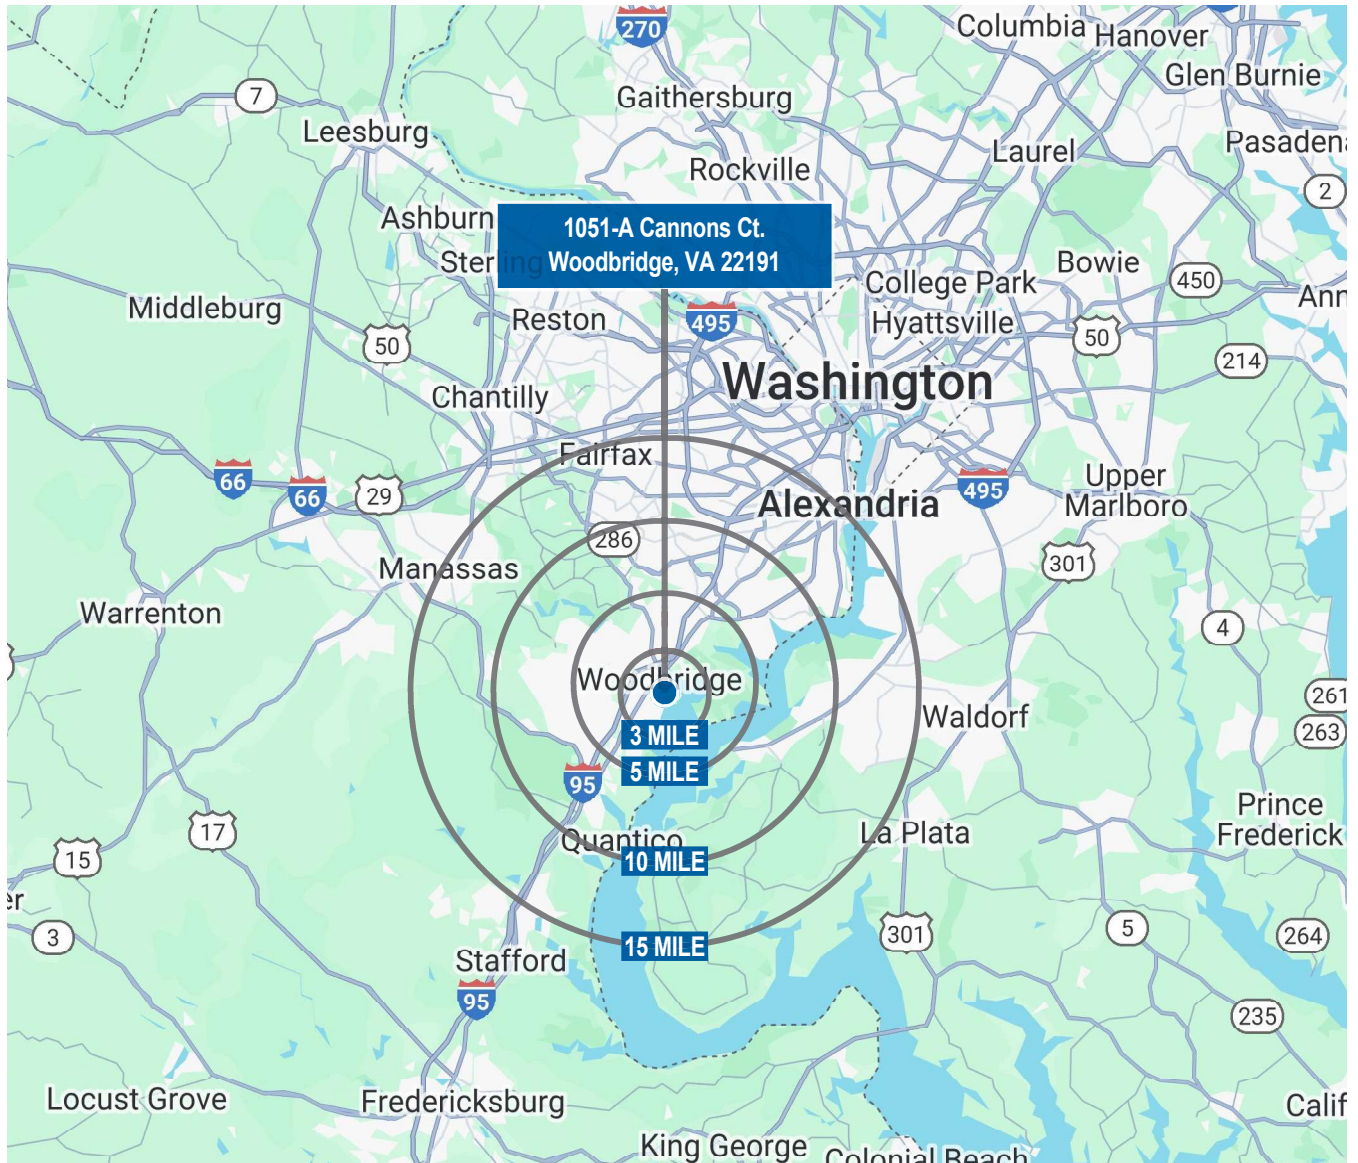 270
Columbia
Hanover
Glen Burnie
7
Gaithersburg
Leesburg
Laurel
Pasadena
Rockville
2
Ashburn
1051-A Cannons Ct.
Woodbridge, VA 22191
Sterling
Bowie
College Park
450
Ann
Middleburg
Reston
495
Hyattsville
50
50
214
Washington
Chantilly
Fairfax
66
66
29
Alexandria
495
Upper
Marlboro
286
301
Manassas
Warrenton
4
Woodbridge
261
263
Waldorf
3 MILE
5 MILE
95
Prince
Frederick
17
15
Quantico
La Plata
10 MILE
er
3
301
5
264
15 MILE
Stafford
95
235
Locust Grove
Fredericksburg
Calif
King George
Colonial Beach